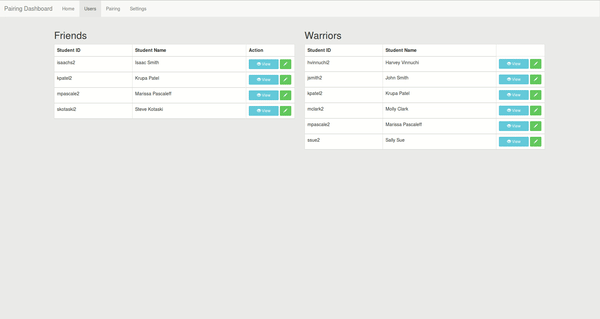 Pairing Dashboard Home Users Pairing Settings
Friends
Student ID Student Name Action
isaachs2 Isaac Smith View
kpatel2 Krupa Patel View
mpascale2 Marissa Pascaleff View
skotaski2 Steve Kotaski View
Warriors
Student ID Student Name
hvinnuchi2 Harvey Vinnuchi View
jsmith2 John Smith View
kpatel2 Krupa Patel View
mclark2 Molly Clark View
mpascale2 Marissa Pascaleff View
ssue2 Sally Sue View